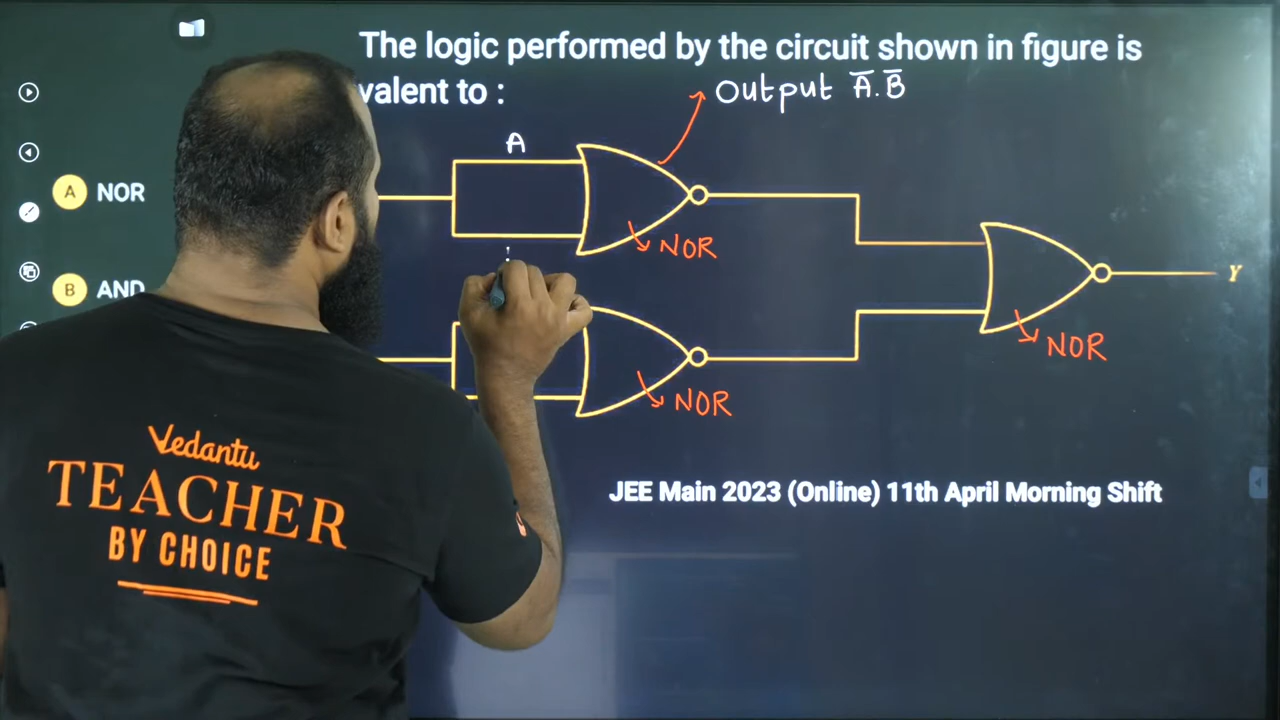 The logic performed by the circuit shown in figure is
valent to :
Output A̅.B̅
A
A NOR
NOR
B AND
Y
NOR
NOR
Vedantu
TEACHER
BY CHOICE
JEE Main 2023 (Online) 11th April Morning Shift